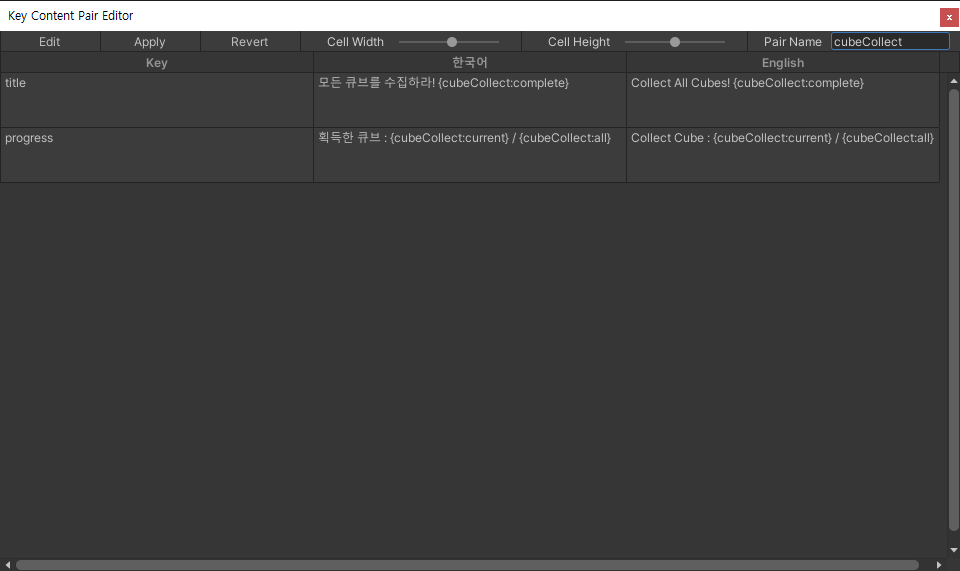 Key Content Pair Editor
x
Edit Apply Revert Cell Width Cell Height Pair Name cubeCollect
Key 한국어 English
title 모든 큐브를 수집하라! {cubeCollect:complete} Collect All Cubes! {cubeCollect:complete}
progress 획득한 큐브 : {cubeCollect:current} / {cubeCollect:all} Collect Cube : {cubeCollect:current} / {cubeCollect:all}